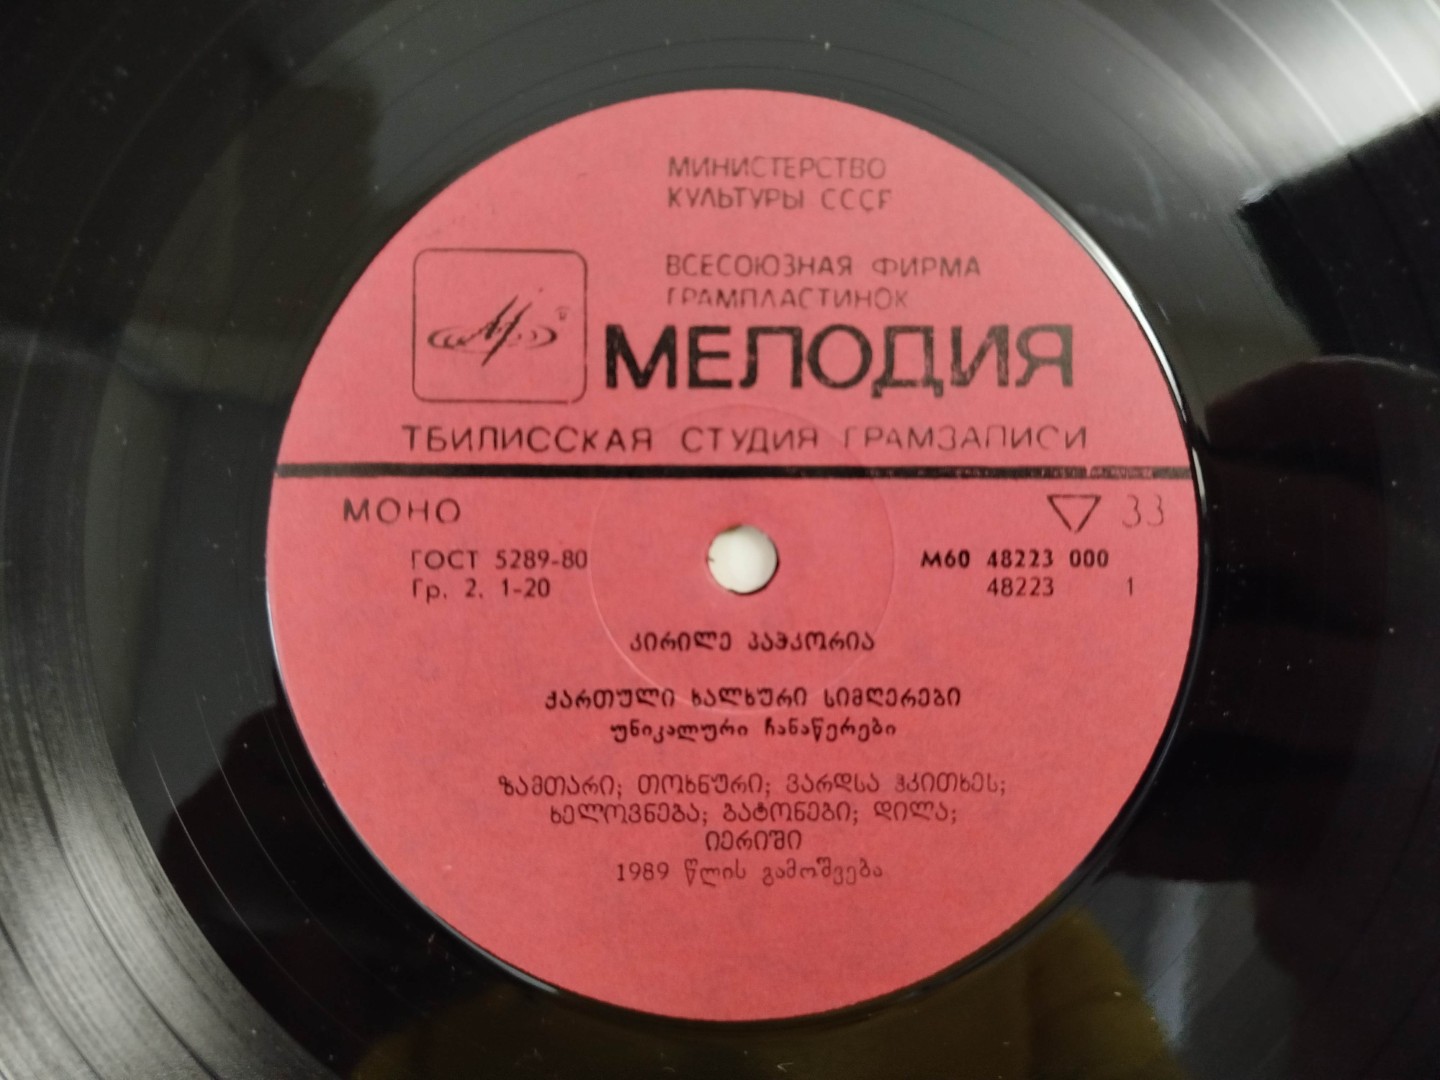 МИНИСТЕРСТВО
КУЛЬТУРЫ СССР
ВСЕСОЮЗНАЯ ФИРМА
ГРАМПЛАСТИНОК
МЕЛОДИЯ
ТБИЛИССКАЯ СТУДИЯ ГРАМЗАПИСИ
МОНО
33
ГОСТ 5289-80
М60 48223 000
Гр. 2. 1-20
48223 1
კირილე პაჭკორია
ქართული ხალხური სიმღერები
უნიკალური ჩანაწერები
ზამთარი; თოხნური; ვარდსა ჰკითხეს;
ხელოვნება; ბატონები; დილა;
იერიში
1989 წლის გამოშვება